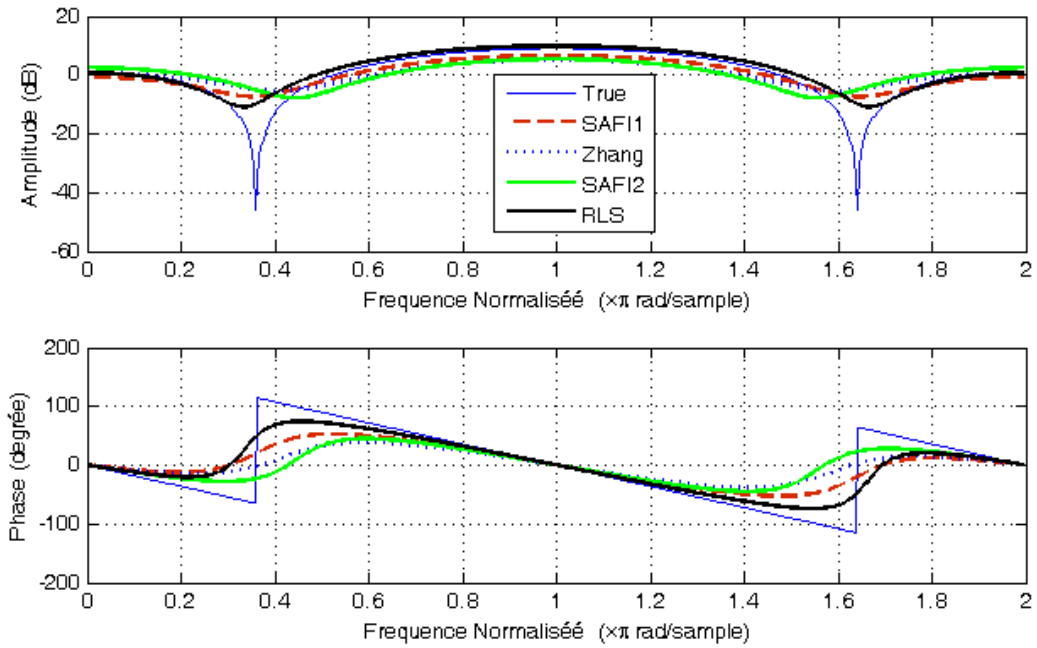 20
0
-20
-40
-60
Amplitude (dB)
True
SAFI1
Zhang
SAFI2
RLS
0 0.2 0.4 0.6 0.8 1 1.2 1.4 1.6 1.8 2
Frequence Normaliséé (×π rad/sample)
200
100
0
-100
-200
Phase (degrée)
0 0.2 0.4 0.6 0.8 1 1.2 1.4 1.6 1.8 2
Frequence Normaliséé (×π rad/sample)